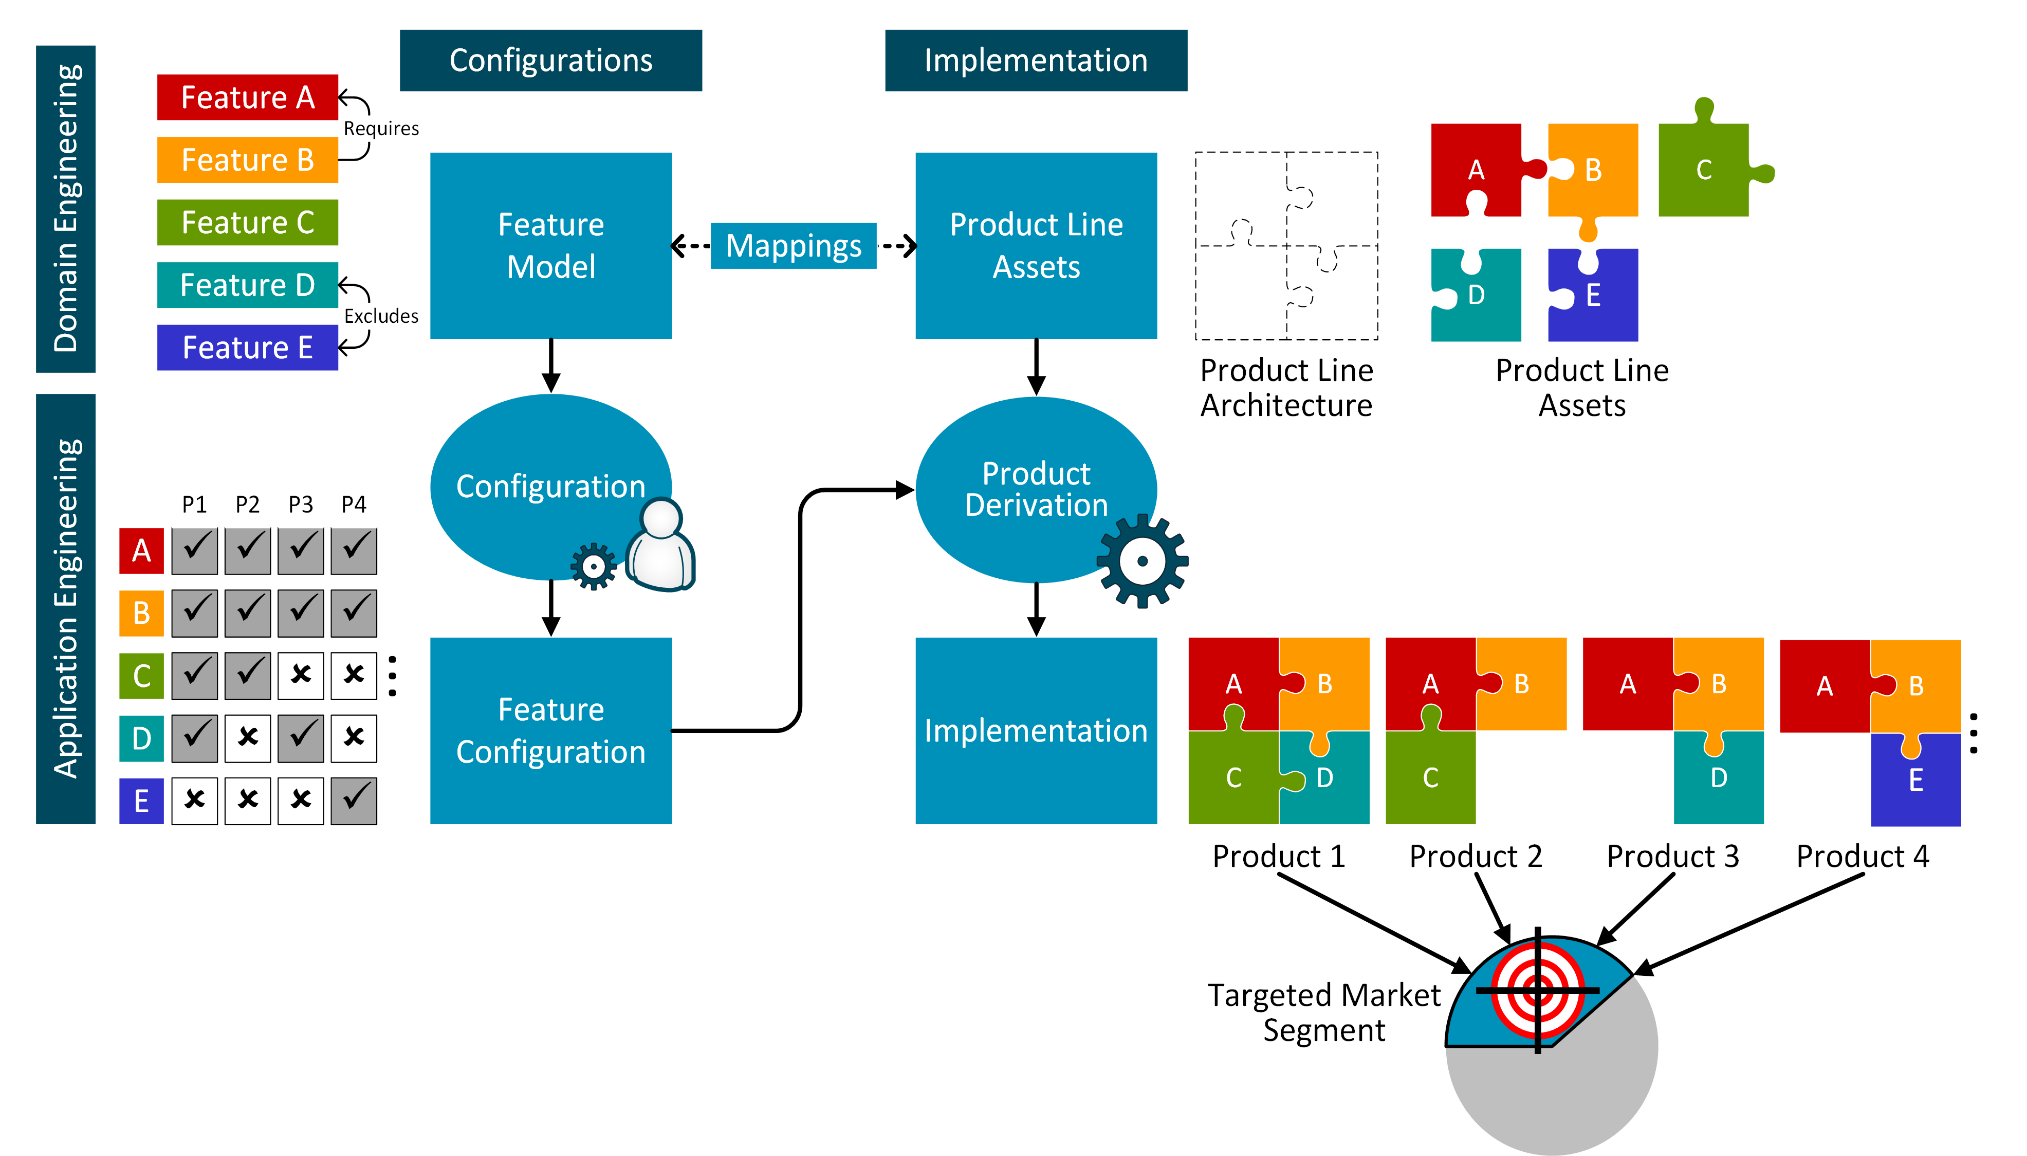 Configurations
Implementation
Domain Engineering
Feature A
Requires
Feature B
Feature C
Feature D
Excludes
Feature E
Feature
Model
Mappings
Product Line
Assets
A
B
C
D
E
Product Line
Architecture
Product Line
Assets
Application Engineering
P1 P2 P3 P4
A
B
C
D
E
Configuration
Product
Derivation
Feature
Configuration
Implementation
A B
C D
A B
C
A B
D
A B
E
Product 1
Product 2
Product 3
Product 4
Targeted Market
Segment